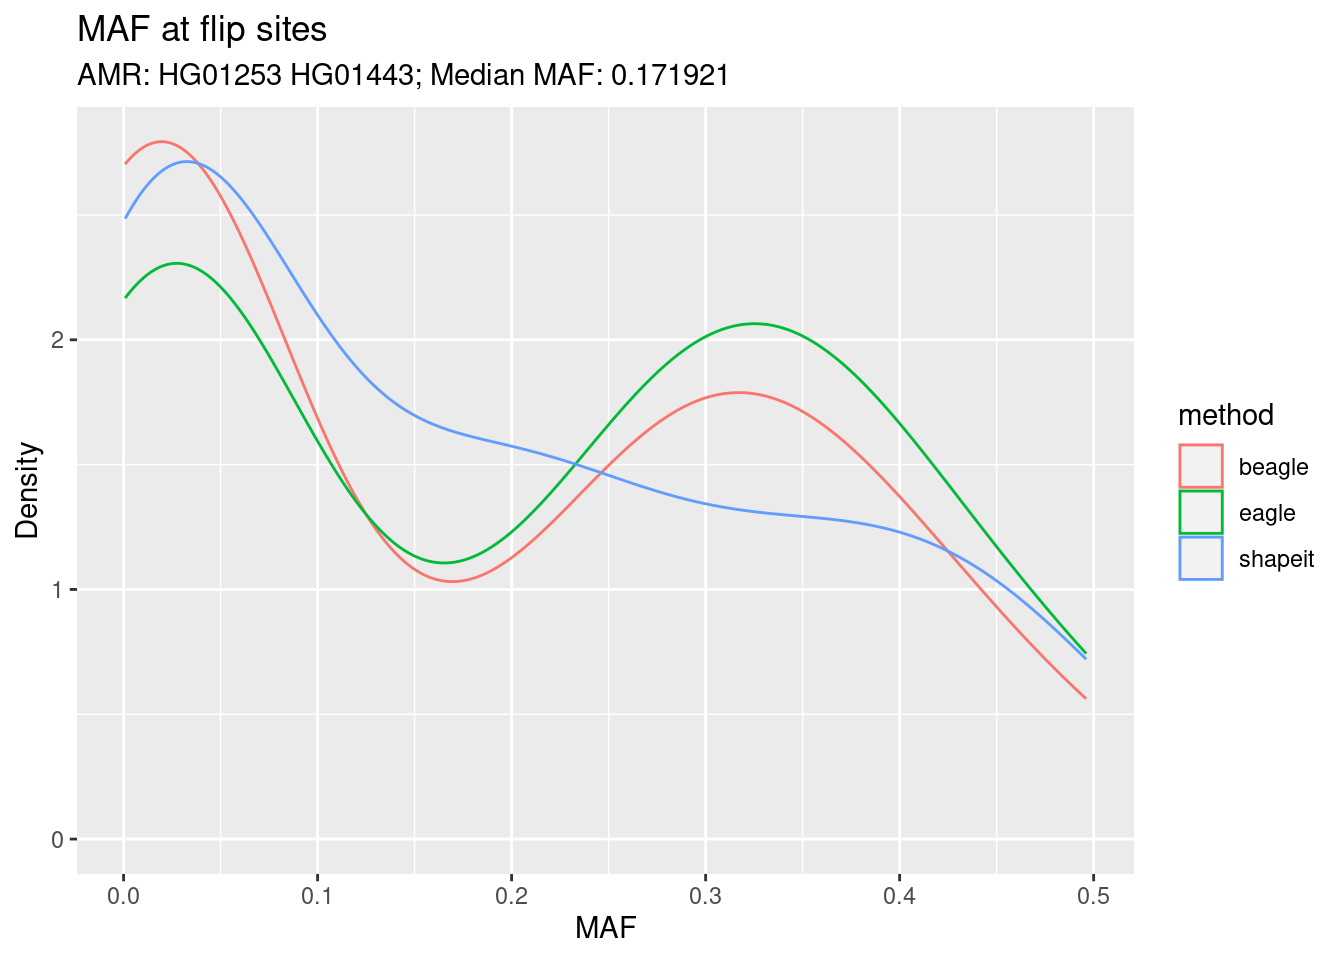 MAF at flip sites
AMR: HG01253 HG01443; Median MAF: 0.171921
Density
2
1
0
0.0 0.1 0.2 0.3 0.4 0.5
MAF
method
beagle
eagle
shapeit